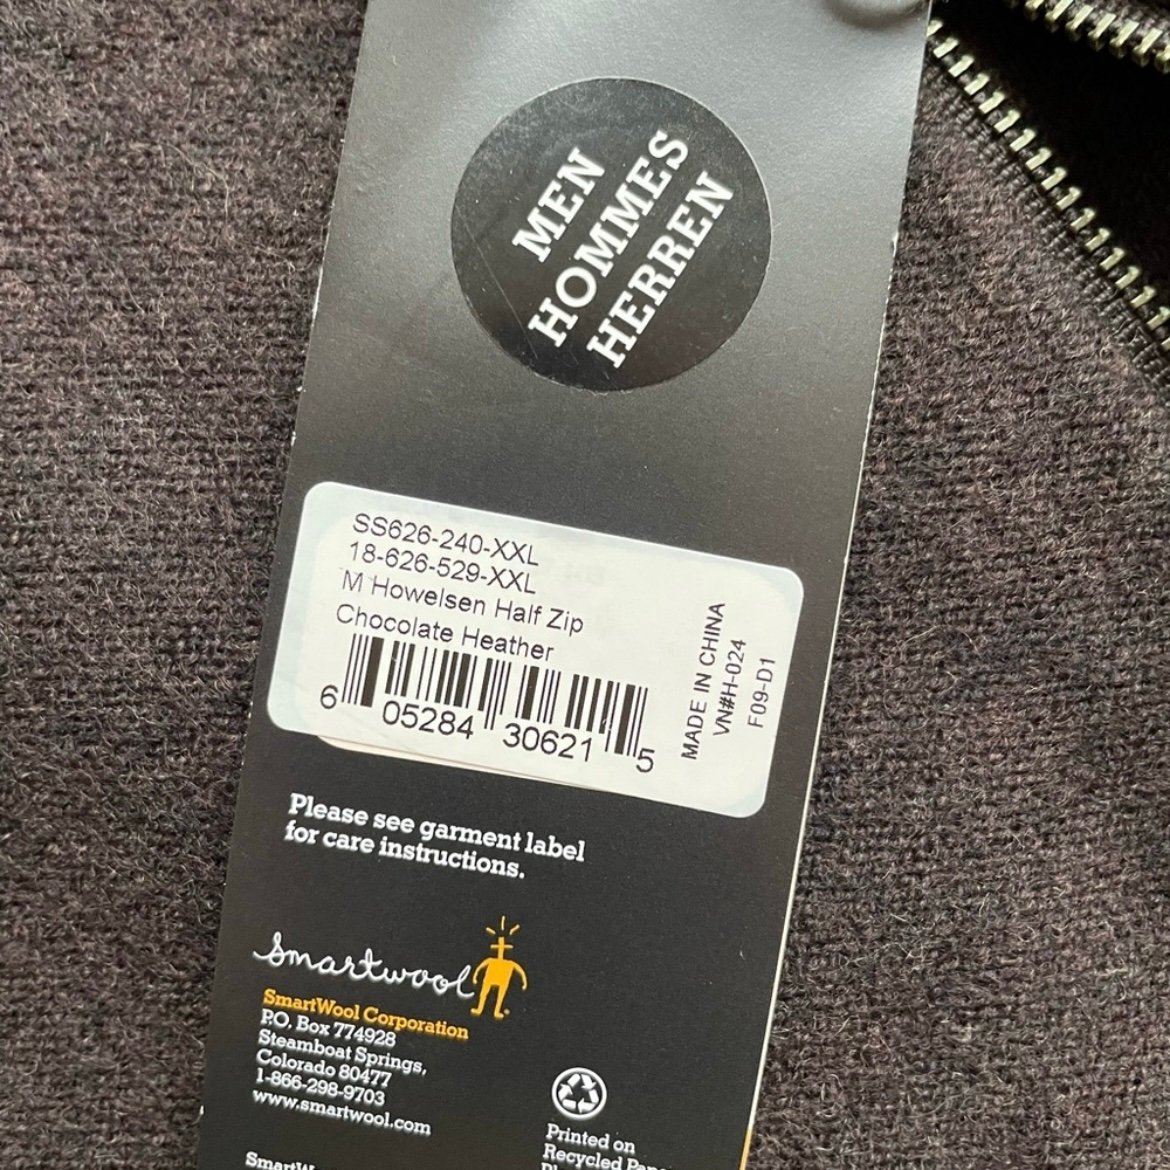 MEN
HOMMES
HERREN
SS626-240-XXL
18-626-529-XXL
M Howelsen Half Zip
Chocolate Heather
6 05284 30621 5
MADE IN CHINA
VN#H-024
F09-D1
Please see garment label
for care instructions.
smartwool
SmartWool Corporation
P.O. Box 774928
Steamboat Springs,
Colorado 80477
1-866-298-9703
www.smartwool.com
Printed on
Recycled